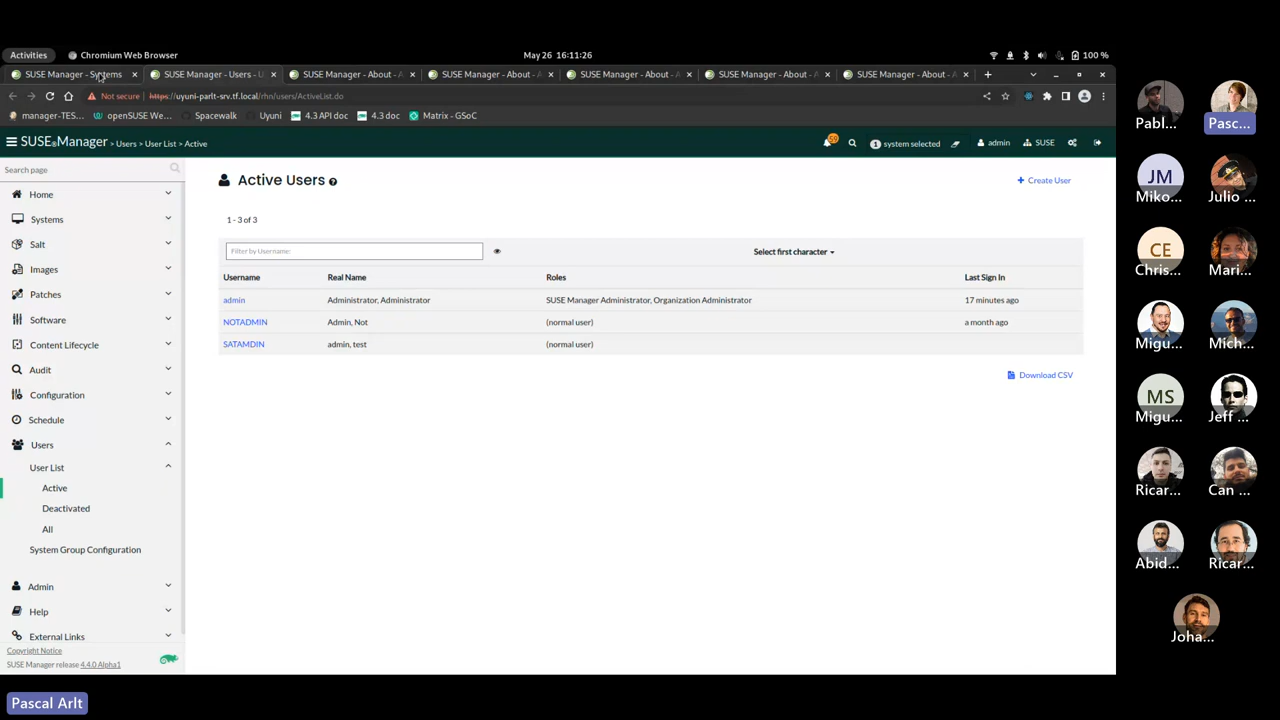 Activities
Chromium Web Browser
May 26 16:11:26
100 %
SUSE Manager - Systems
SUSE Manager - Users - U
SUSE Manager - About - A
SUSE Manager - About - A
SUSE Manager - About - A
SUSE Manager - About - A
SUSE Manager - About - A
Not secure
https://uyuni-parlt-srv.tf.local/rhn/users/ActiveList.do
manager-TES...
openSUSE We...
Spacewalk
Uyuni
4.3 API doc
4.3 doc
Matrix - GSoC
SUSE Manager > Users > User List > Active
59
1 system selected
admin
SUSE
Search page
Home
Systems
Salt
Images
Patches
Software
Content Lifecycle
Audit
Configuration
Schedule
Users
User List
Active
Deactivated
All
System Group Configuration
Admin
Help
External Links
Copyright Notice
SUSE Manager release 4.4.0 Alpha1
Active Users
Create User
1 - 3 of 3
Filter by Username:
Select first character
Username Real Name Roles Last Sign In
admin Administrator, Administrator SUSE Manager Administrator, Organization Administrator 17 minutes ago
NOTADMIN Admin, Not (normal user) a month ago
SATAMDIN admin, test (normal user)
Download CSV
Pabl...
Pasc...
JM
Miko...
Julio ...
CE
Chris...
Mari...
Migu...
Mich...
MS
Migu...
Jeff ...
Ricar...
Can ...
Abid...
Ricar...
Joha...
Pascal Arlt